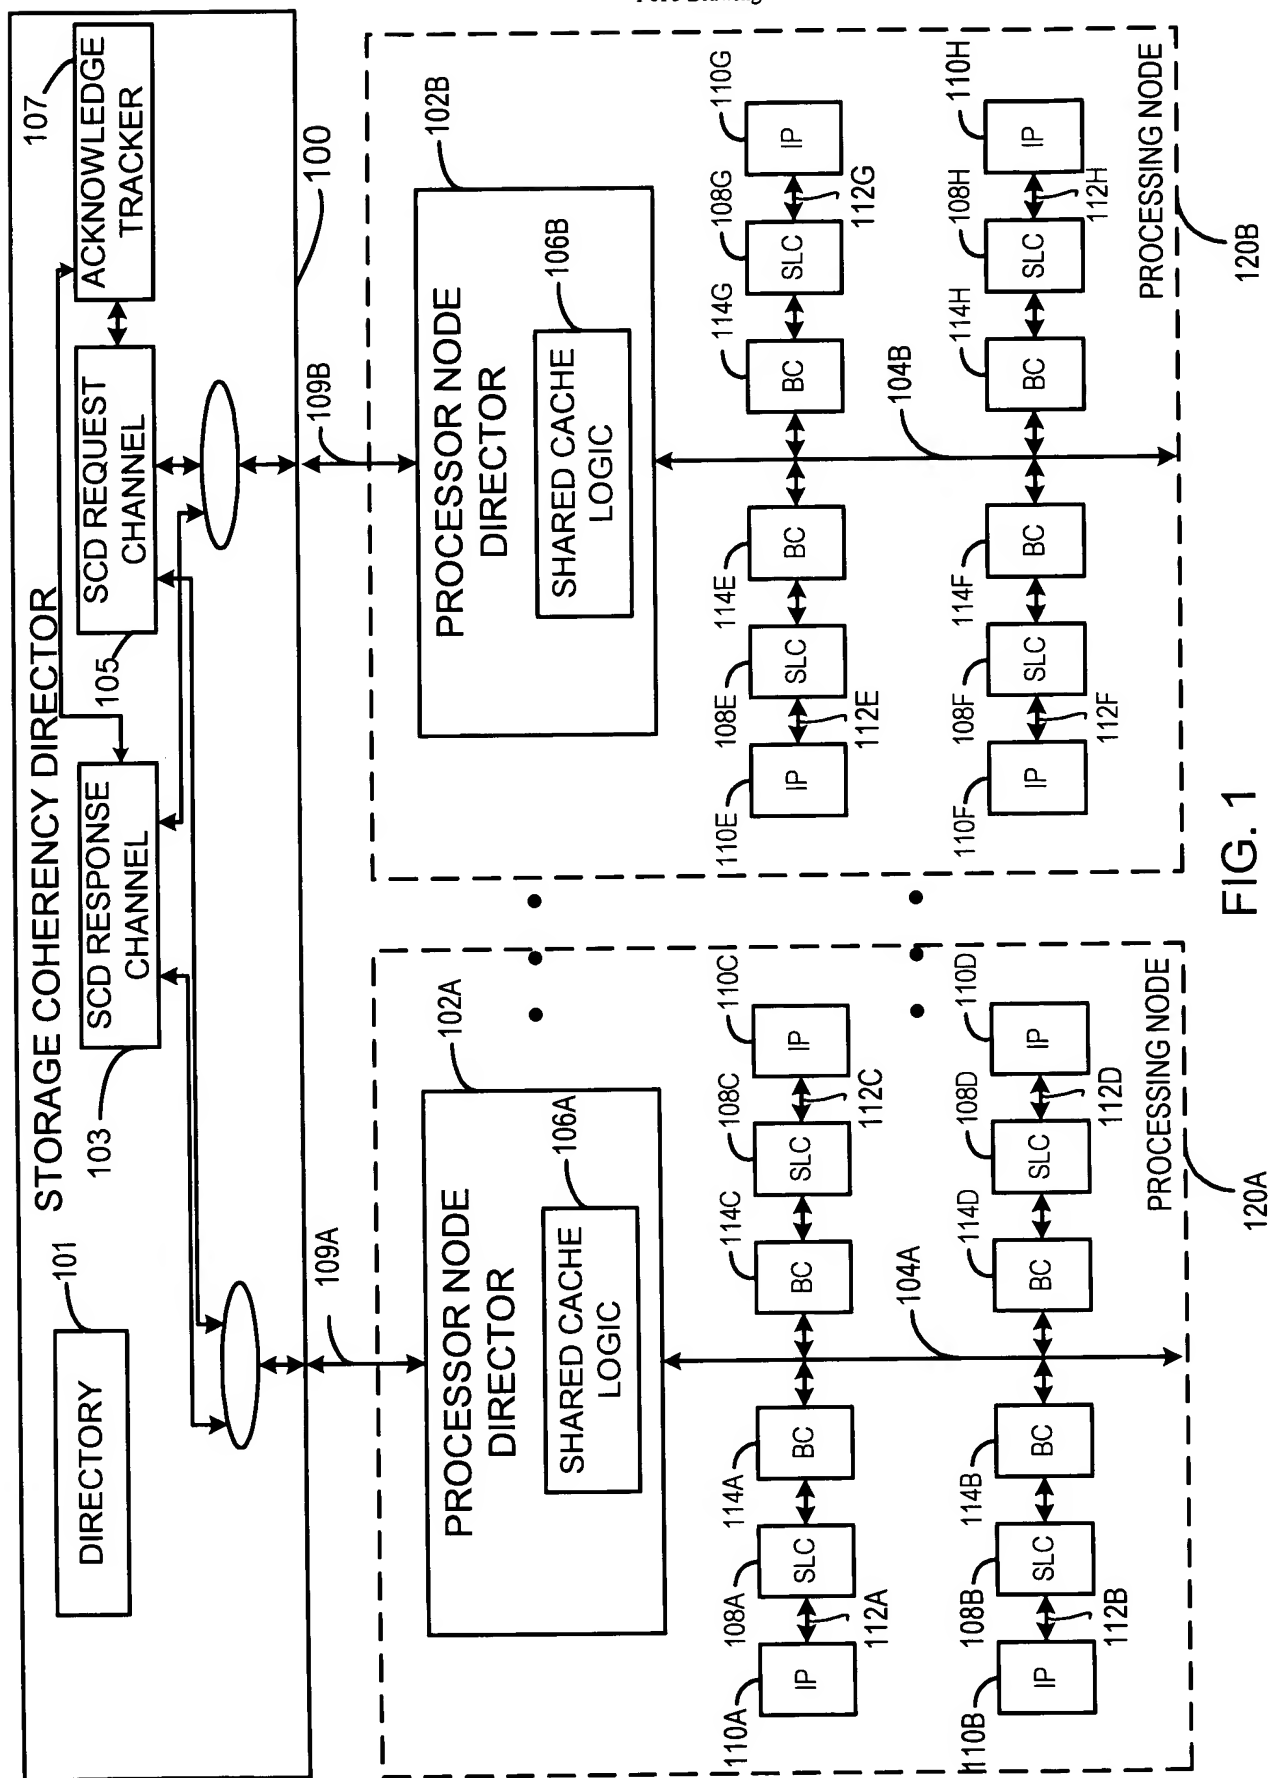 STORAGE COHERENCY DIRECTOR
DIRECTORY
101
SCD RESPONSE
CHANNEL
103
SCD REQUEST
CHANNEL
105
ACKNOWLEDGE
TRACKER
107
100
109A
109B
102A
PROCESSOR NODE
DIRECTOR
106A
SHARED CACHE
LOGIC
102B
PROCESSOR NODE
DIRECTOR
106B
SHARED CACHE
LOGIC
110A
IP
112A
108A
SLC
114A
BC
114C
BC
108C
SLC
112C
110C
IP
104A
110B
IP
112B
108B
SLC
114B
BC
114D
BC
108D
SLC
112D
110D
IP
PROCESSING NODE
120A
110E
IP
112E
108E
SLC
114E
BC
114G
BC
108G
SLC
112G
110G
IP
104B
110F
IP
112F
108F
SLC
114F
BC
114H
BC
108H
SLC
112H
110H
IP
PROCESSING NODE
120B
FIG. 1